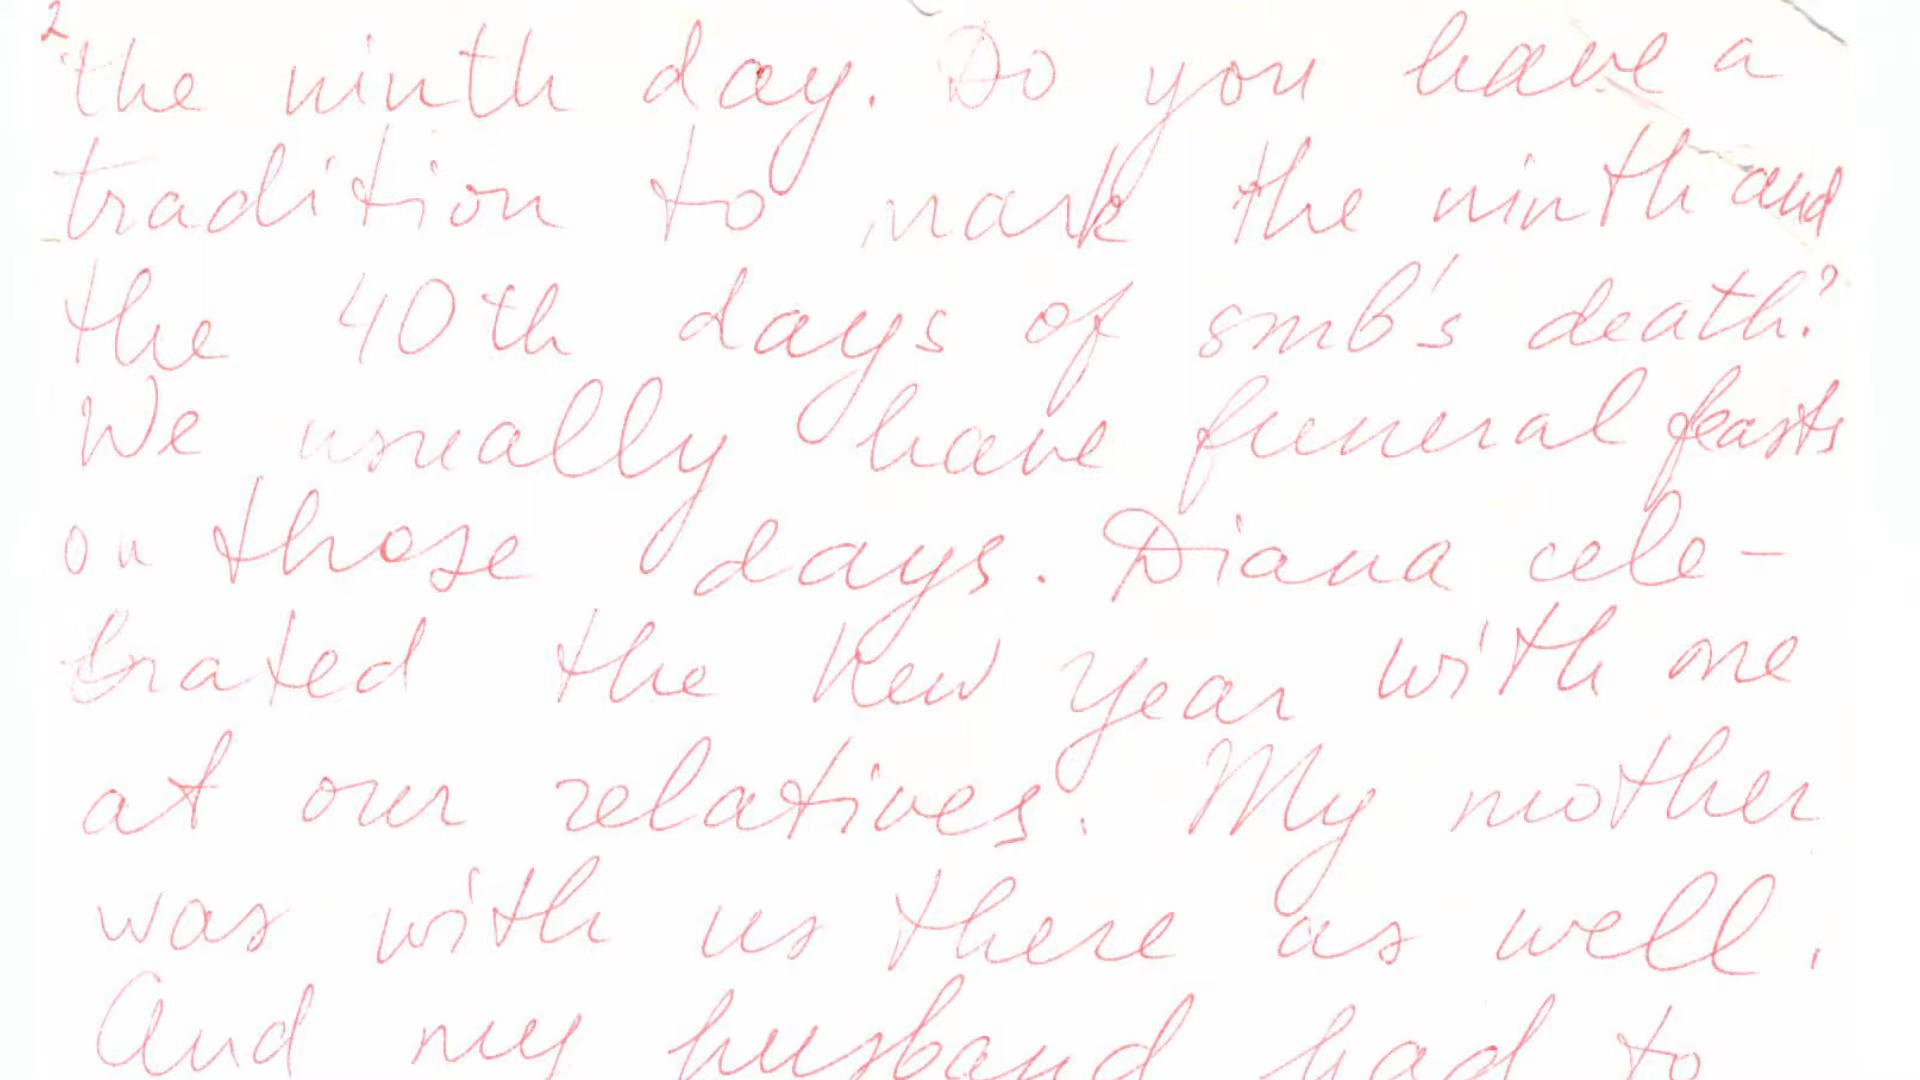 2
the ninth day. Do you have a
tradition to mark the ninth and
the 40th days of smb's death?
We usually have funeral feasts
on those days. Diana cele-
brated the New Year with me
at our relatives. My mother
was with us there as well.
And my husband had to